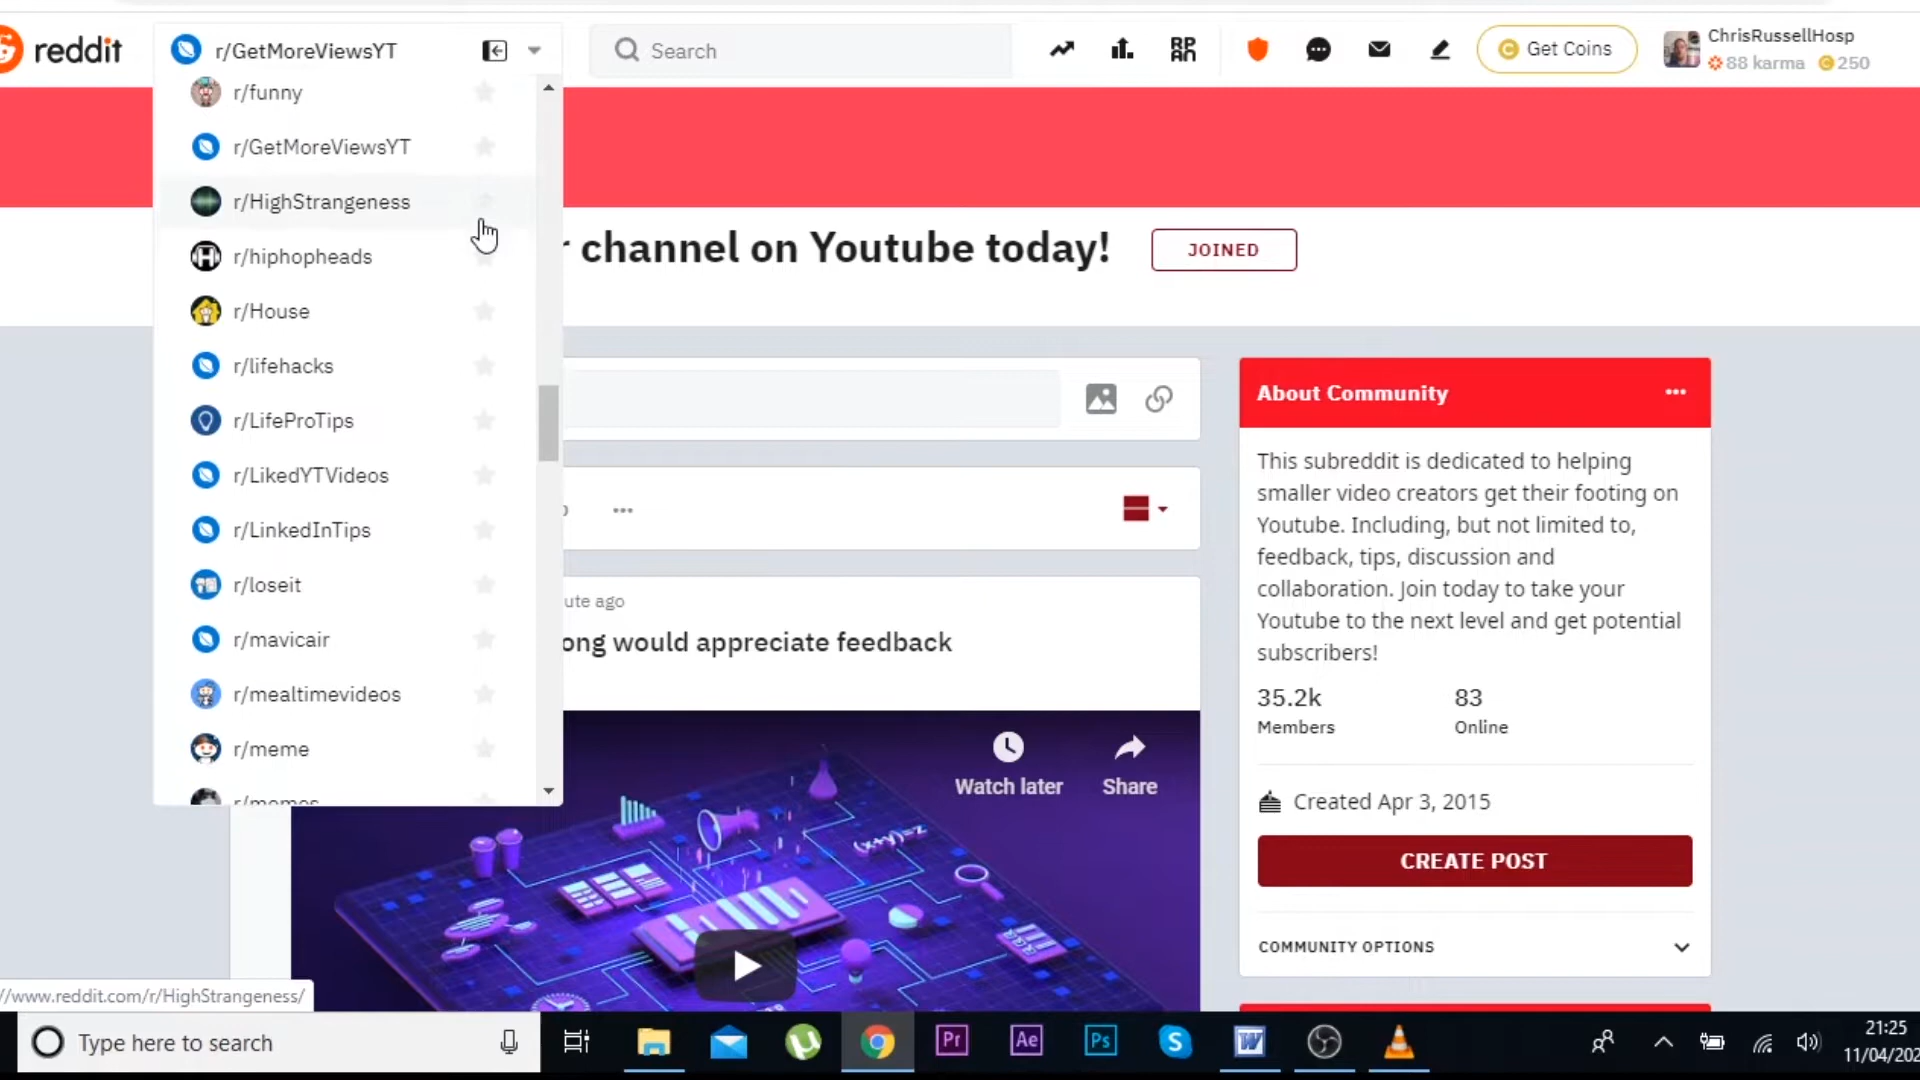 reddit
r/GetMoreViewsYT
Search
Get Coins
ChrisRussellHosp
88 karma
250
r/funny
r/GetMoreViewsYT
r/HighStrangeness
r/hiphopheads
r/House
r/lifehacks
r/LifeProTips
r/LikedYTVideos
r/LinkedInTips
r/loseit
r/mavicair
r/mealtimevideos
r/meme
r/memes
channel on Youtube today!
JOINED
ute ago
ong would appreciate feedback
Watch later
Share
(x+y)=z
About Community
This subreddit is dedicated to helping
smaller video creators get their footing on
Youtube. Including, but not limited to,
feedback, tips, discussion and
collaboration. Join today to take your
Youtube to the next level and get potential
subscribers!
35.2k
Members
83
Online
Created Apr 3, 2015
CREATE POST
COMMUNITY OPTIONS
//www.reddit.com/r/HighStrangeness/
Type here to search
Pr
Ae
Ps
21:25
11/04/202